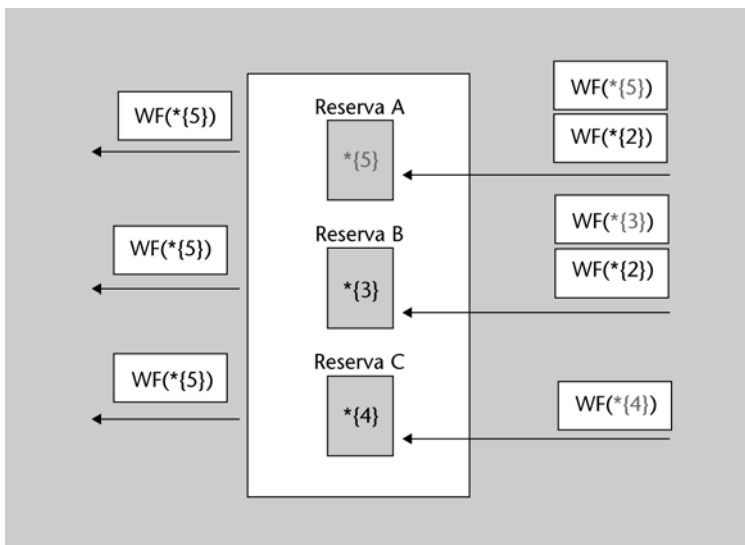 WF(*{5})
WF(*{5})
Reserva A
WF(*{2})
*{5}
Reserva B
WF(*{3})
WF(*{5})
WF(*{2})
*{3}
Reserva C
WF(*{5})
WF(*{4})
*{4}